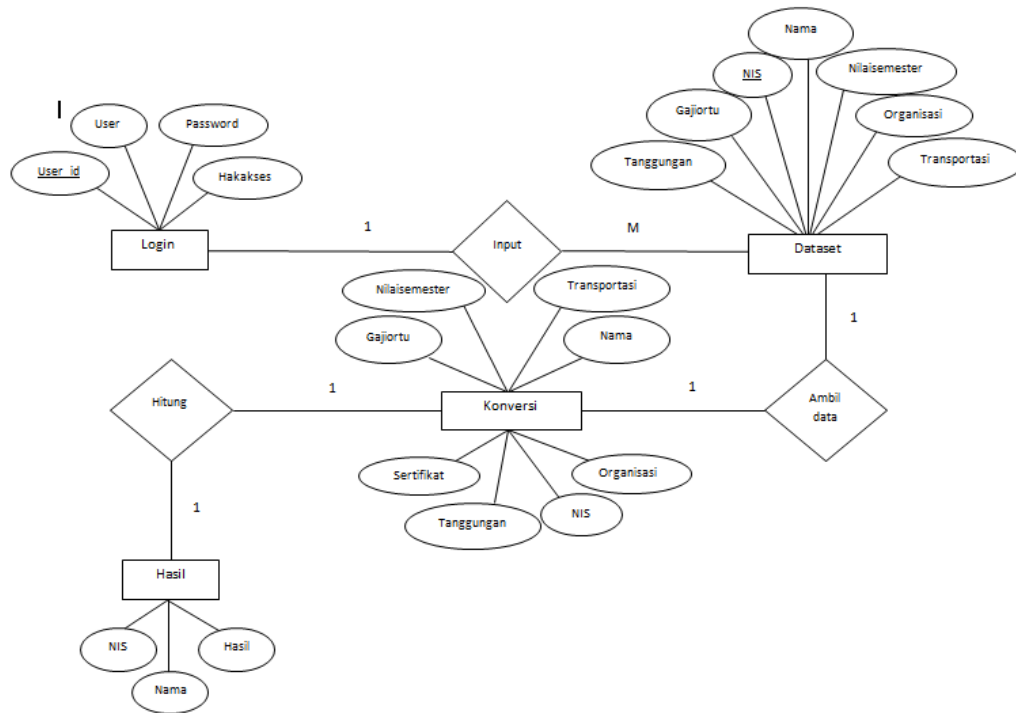 Nama
NIS
Nilaisemester
Gajiortu
Organisasi
Tanggungan
Transportasi
User
Password
User_id
Hakakses
Login
1
Input
M
Dataset
Nilaisemester
Transportasi
Gajiortu
Nama
1
Hitung
1
Konversi
1
Ambil
data
Sertifikat
Organisasi
Tanggungan
NIS
1
Hasil
NIS
Hasil
Nama